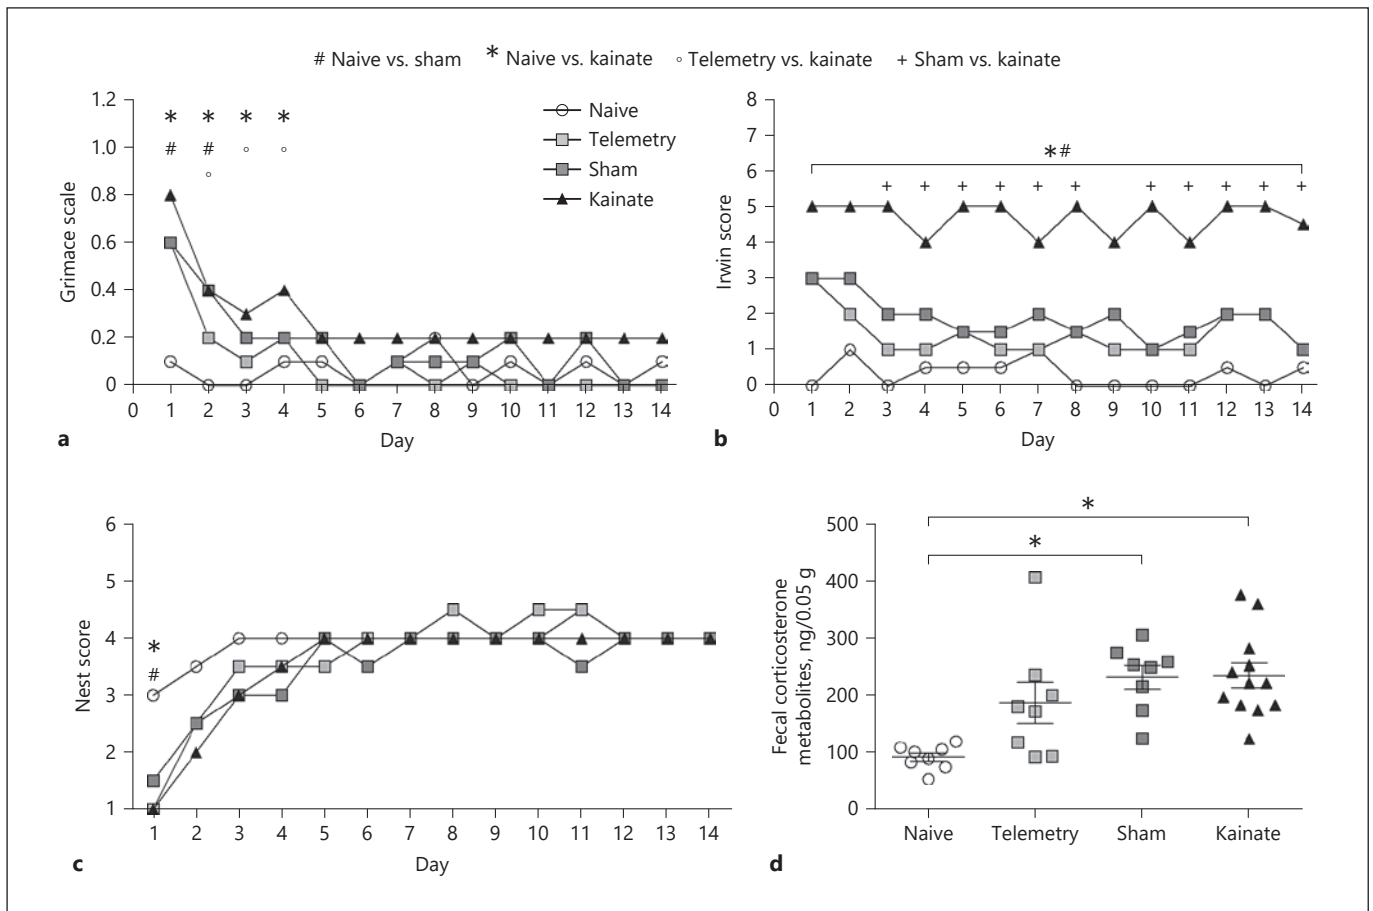 # Naive vs. sham * Naive vs. kainate ◦ Telemetry vs. kainate + Sham vs. kainate
Grimace scale
1.2
1.0
0.8
0.6
0.4
0.2
0
* * * *
# # ◦ ◦
◦
Naive
Telemetry
Sham
Kainate
0 1 2 3 4 5 6 7 8 9 10 11 12 13 14
Day
a
Irwin score
8
7
6
5
4
3
2
1
0
*#
+ + + + + + + + + + +
0 1 2 3 4 5 6 7 8 9 10 11 12 13 14
Day
b
Nest score
6
5
4
3
2
1
*
#
1 2 3 4 5 6 7 8 9 10 11 12 13 14
Day
c
Fecal corticosterone
metabolites, ng/0.05 g
500
400
300
200
100
0
*
*
Naive Telemetry Sham Kainate
d